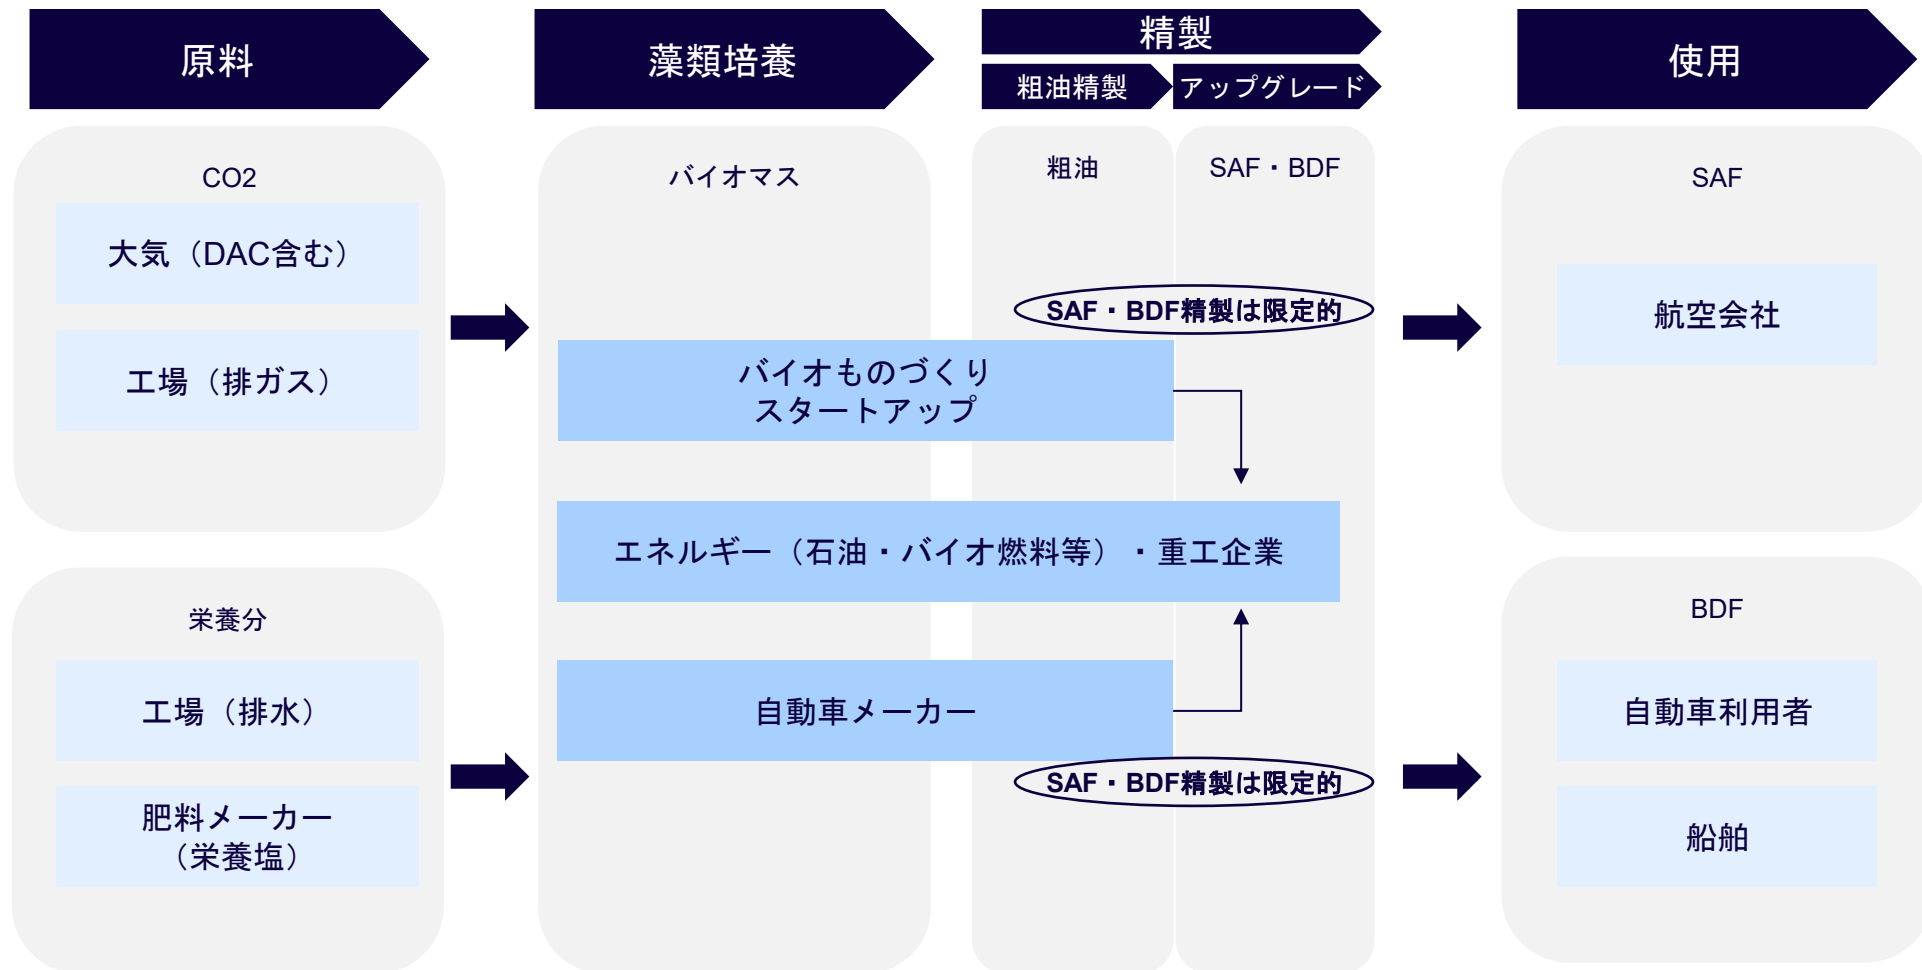 原料
藻類培養
精製
粗油精製
アップグレード
使用
CO2
大気（DAC含む）
工場（排ガス）
栄養分
工場（排水）
肥料メーカー
（栄養塩）
バイオマス
粗油
SAF・BDF
SAF・BDF精製は限定的
バイオものづくり
スタートアップ
エネルギー（石油・バイオ燃料等）・重工企業
自動車メーカー
SAF・BDF精製は限定的
SAF
航空会社
BDF
自動車利用者
船舶